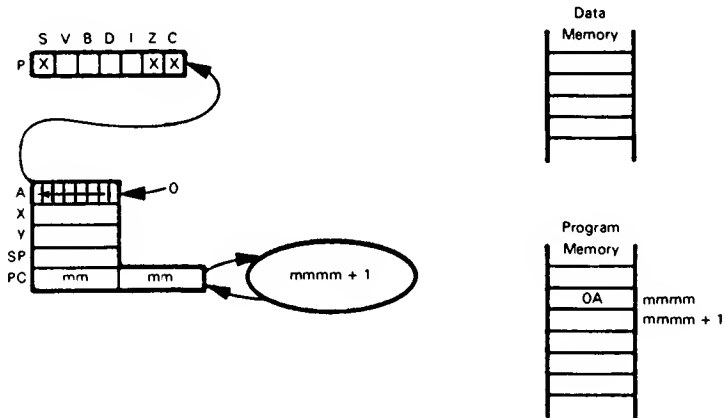 S V B D I Z C
P X X X
A 0
X
Y
SP
PC mm mm
mmmm + 1
Data
Memory
Program
Memory
0A mmmm
mmmm + 1